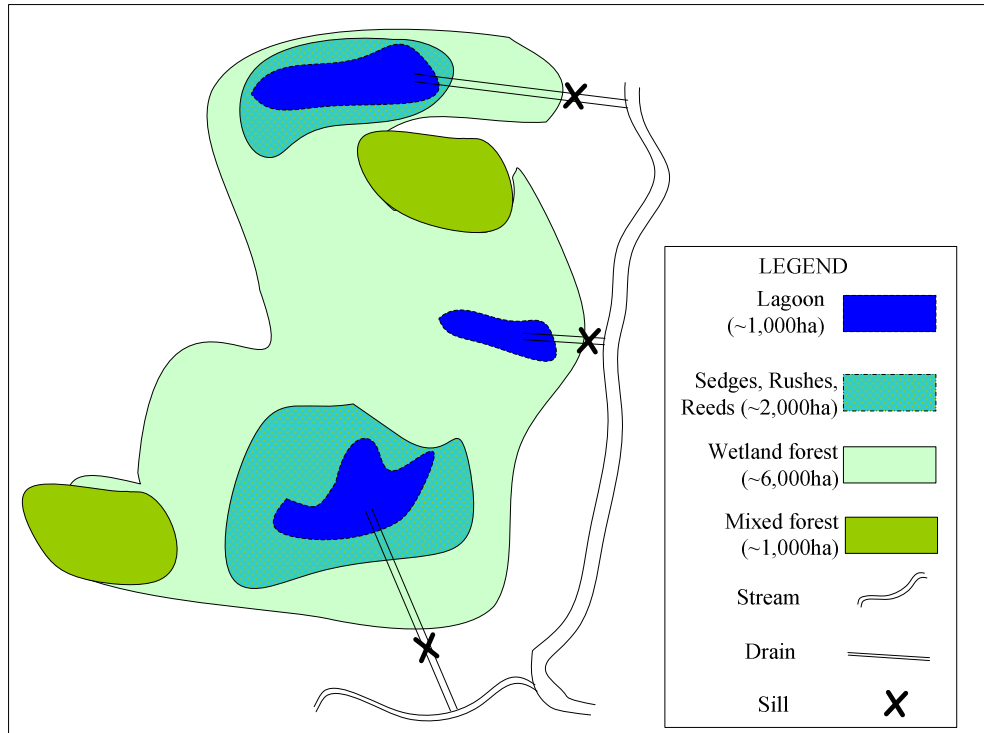 LEGEND
Lagoon
(~1,000ha)
Sedges, Rushes,
Reeds (~2,000ha)
Wetland forest
(~6,000ha)
Mixed forest
(~1,000ha)
Stream
Drain
Sill